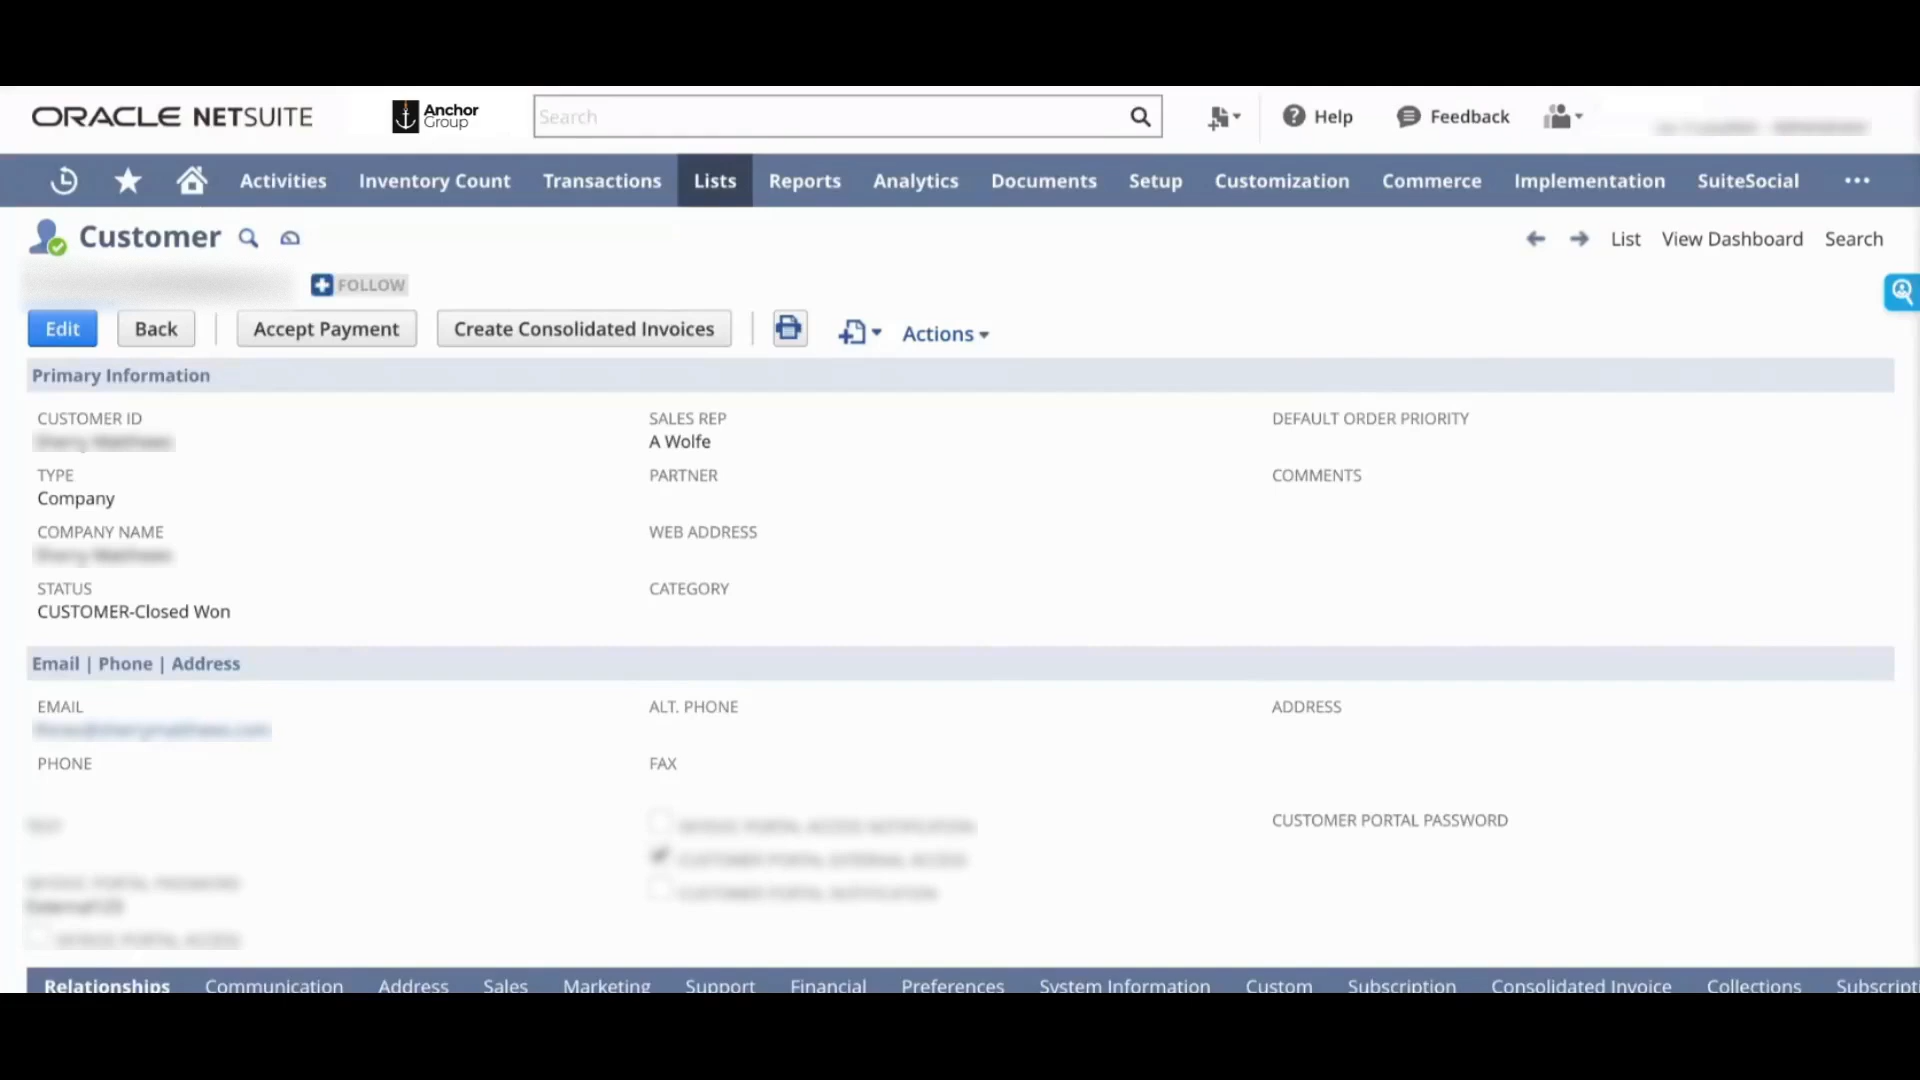 ORACLE NETSUITE
Anchor Group
Search
Help
Feedback
Activities Inventory Count Transactions Lists Reports Analytics Documents Setup Customization Commerce Implementation SuiteSocial
Customer
List View Dashboard Search
FOLLOW
Edit Back Accept Payment Create Consolidated Invoices Actions
Primary Information
CUSTOMER ID
SALES REP
A Wolfe
DEFAULT ORDER PRIORITY
TYPE
Company
PARTNER
COMMENTS
COMPANY NAME
WEB ADDRESS
STATUS
CUSTOMER-Closed Won
CATEGORY
Email | Phone | Address
EMAIL
ALT. PHONE
ADDRESS
PHONE
FAX
CUSTOMER PORTAL PASSWORD
Relationships Communication Address Sales Marketing Support Financial Preferences System Information Custom Subscription Consolidated Invoice Collections Subscripti